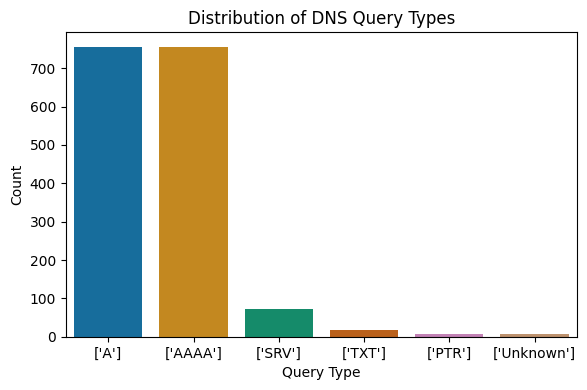 Distribution of DNS Query Types
Count
700
600
500
400
300
200
100
0
['A'] ['AAAA'] ['SRV'] ['TXT'] ['PTR'] ['Unknown']
Query Type